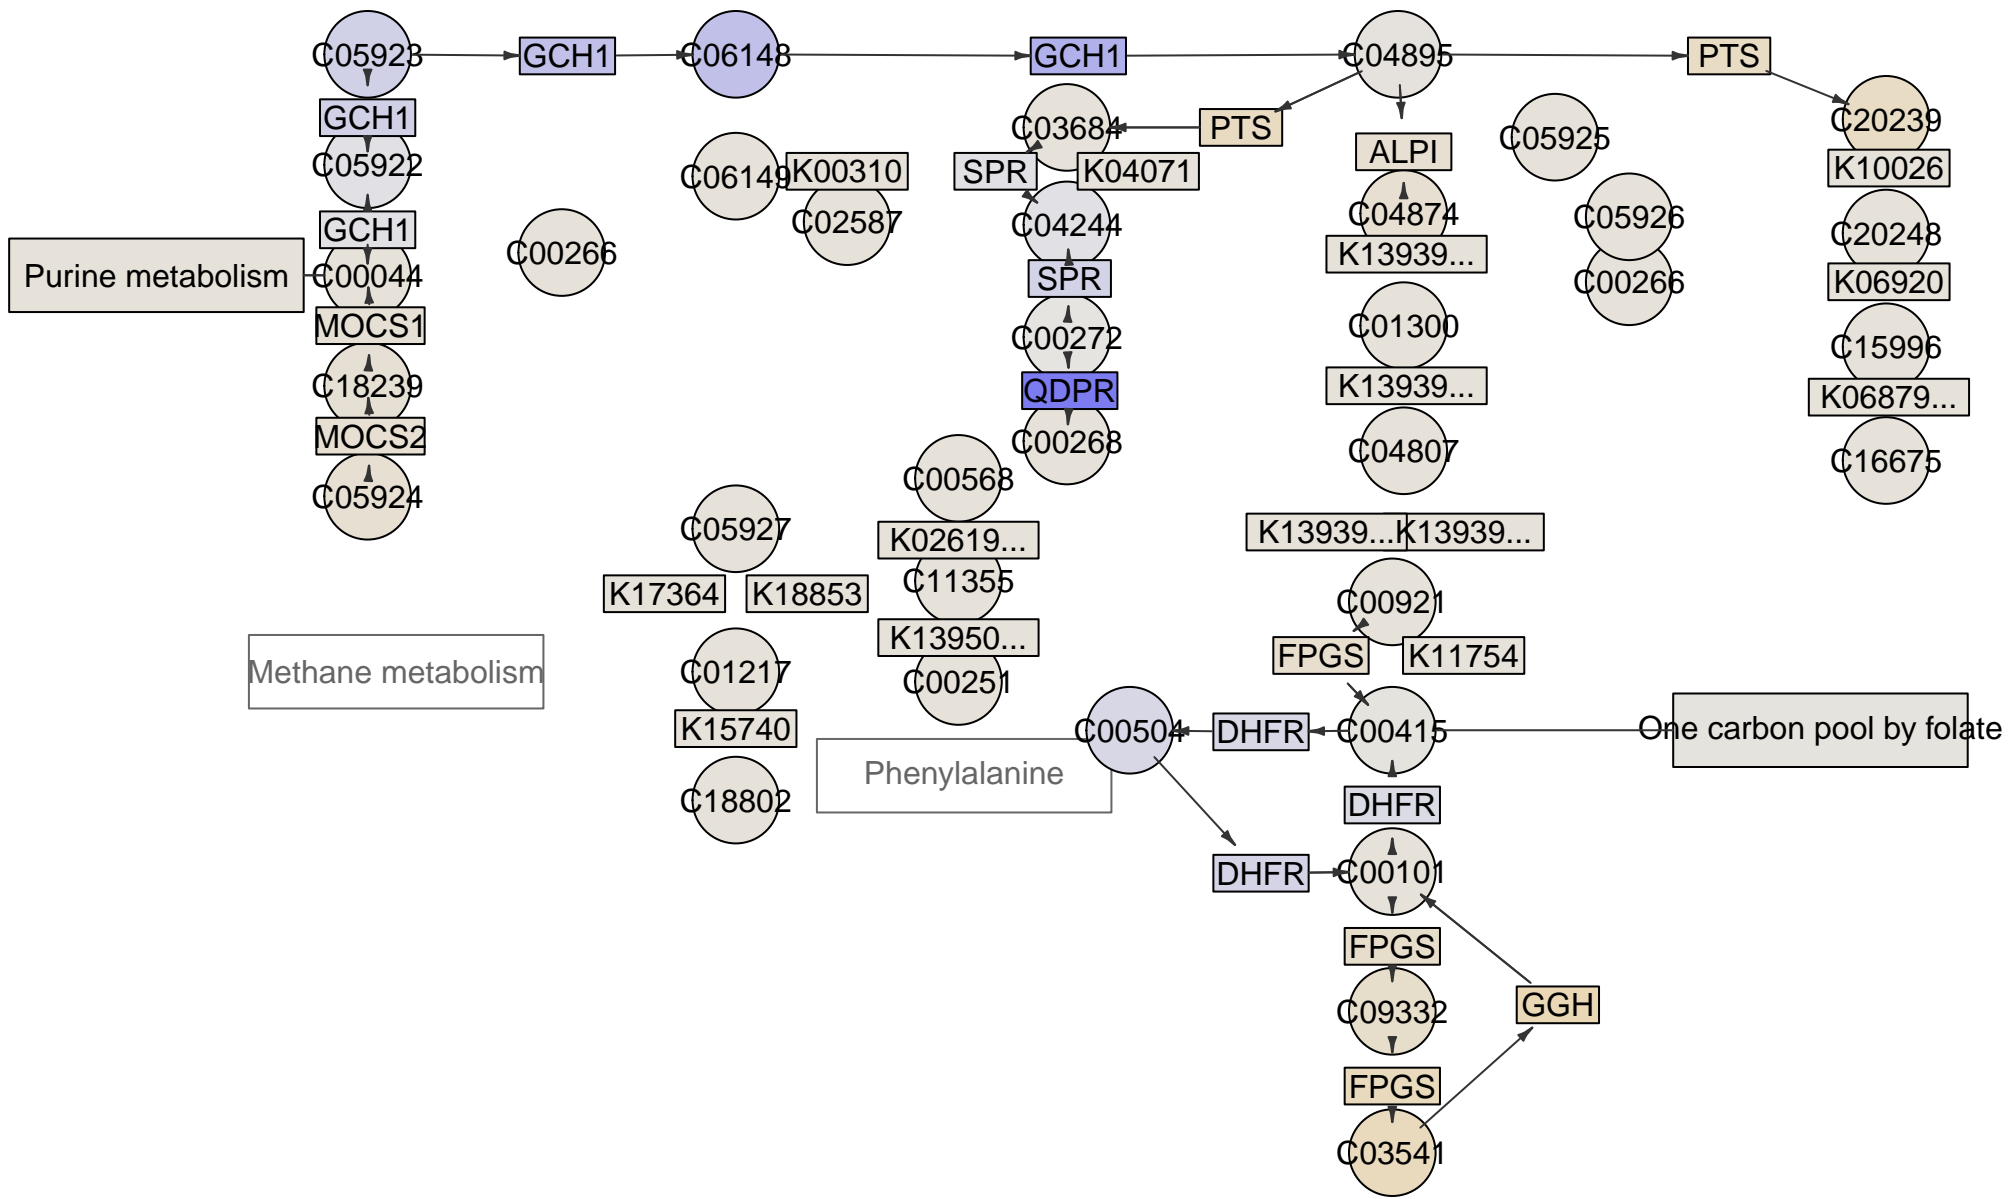 C05923
GCH1
C06148
GCH1
C04895
PTS
GCH1
C03684
PTS
C05925
C20239
C05922
C06149
K00310
SPR
K04071
ALPI
K10026
GCH1
C00266
C02587
C04244
C04874
C05926
C20248
Purine metabolism
C00044
SPR
K13939...
C00266
K06920
MOCS1
C00272
C01300
C15996
C18239
QDPR
K13939...
K06879...
MOCS2
C00268
C04807
C16675
C05924
C00568
C05927
K02619...
K13939...
K13939...
K17364
K18853
C11355
C00921
Methane metabolism
C01217
K13950...
FPGS
K11754
C00251
K15740
C00504
DHFR
C00415
One carbon pool by folate
Phenylalanine
C18802
DHFR
DHFR
C00101
FPGS
C09332
GGH
FPGS
C03541